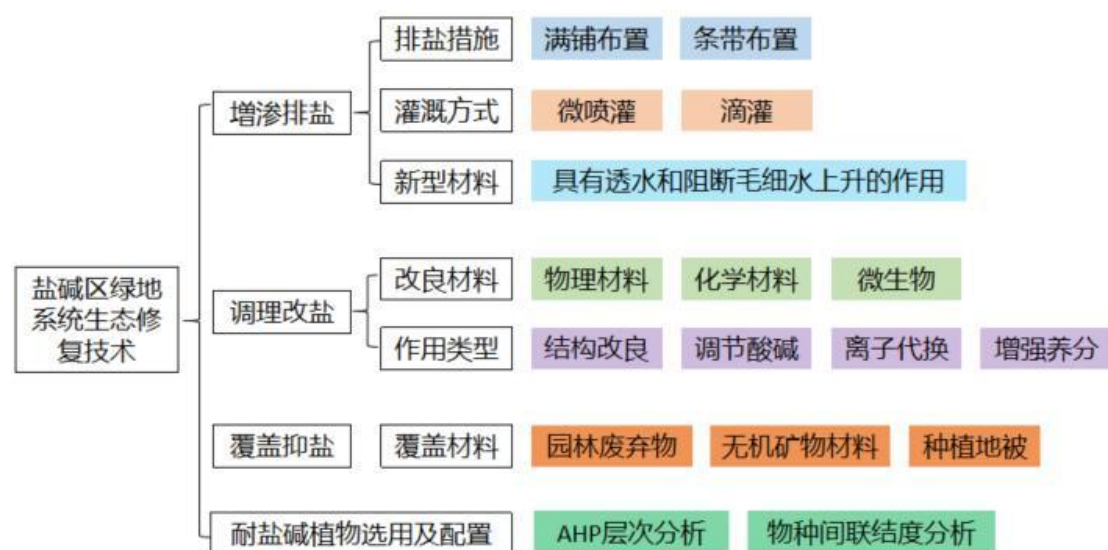 排盐措施 满铺布置 条带布置
增渗排盐 灌溉方式 微喷灌 滴灌
新型材料 具有透水和阻断毛细水上升的作用
盐碱区绿地
系统生态修
复技术
改良材料 物理材料 化学材料 微生物
调理改盐
作用类型 结构改良 调节酸碱 离子代换 增强养分
覆盖抑盐 覆盖材料 园林废弃物 无机矿物材料 种植地被
耐盐碱植物选用及配置 AHP层次分析 物种间联结度分析